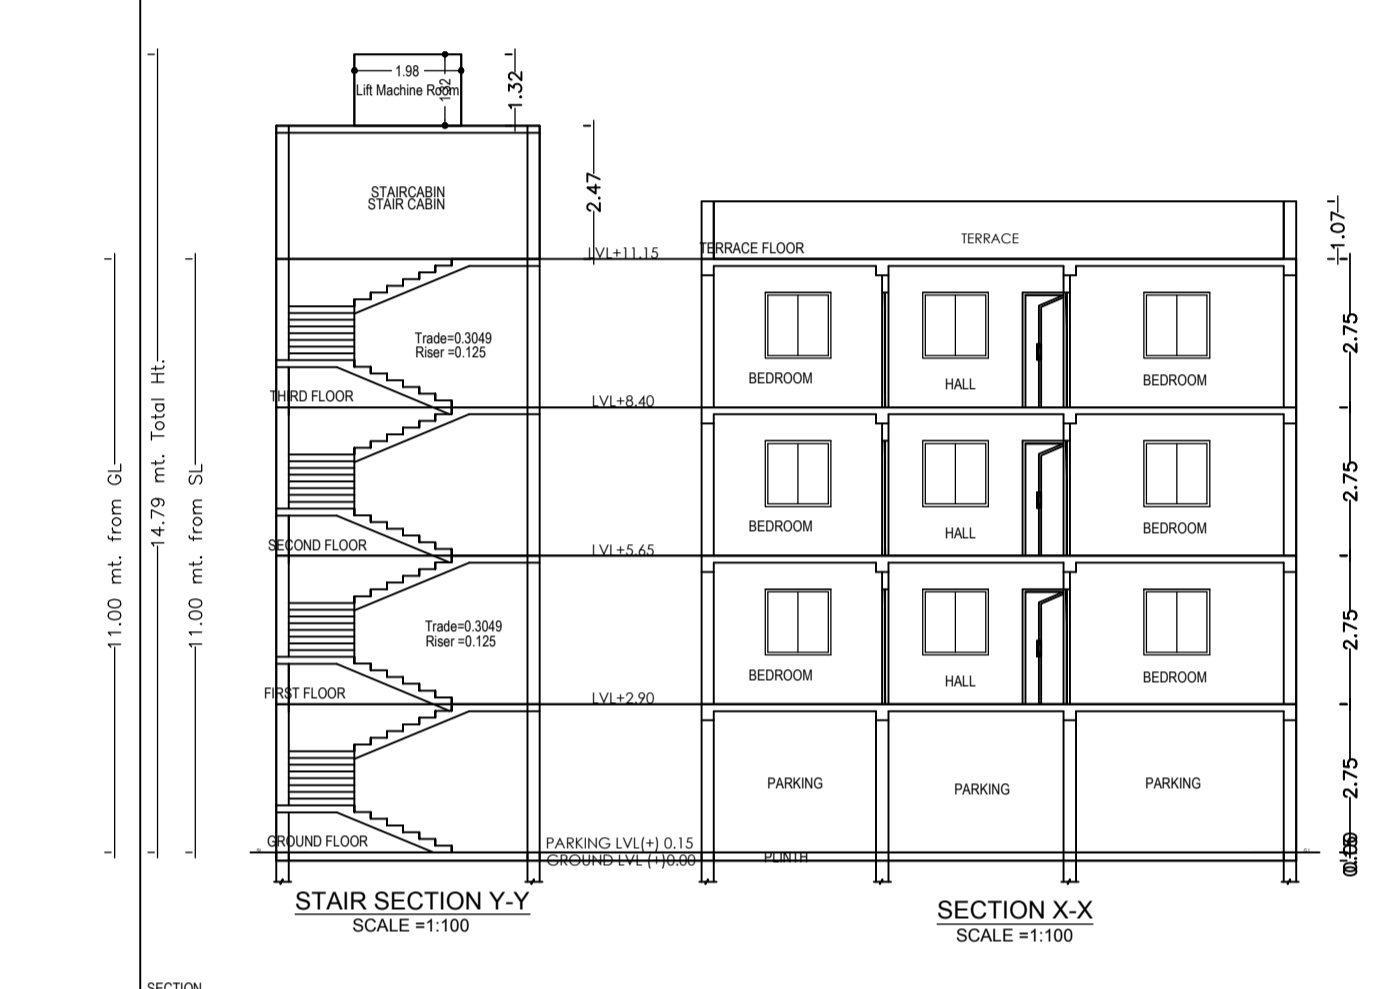 1.98
1.32
Lift Machine Room
1.32
STAIRCABIN
STAIR CABIN
2.47
LVL+11.15
TERRACE FLOOR
TERRACE
1.07
Trade=0.3049
Riser =0.125
BEDROOM
HALL
BEDROOM
2.75
THIRD FLOOR
LVL+8.40
11.00 mt. from GL
14.79 mt. Total Ht.
11.00 mt. from SL
BEDROOM
HALL
BEDROOM
2.75
SECOND FLOOR
LVL+5.65
Trade=0.3049
Riser =0.125
BEDROOM
HALL
BEDROOM
2.75
FIRST FLOOR
LVL+2.90
PARKING
PARKING
PARKING
2.75
GROUND FLOOR
PARKING LVL(+) 0.15
GROUND LVL (+)0.00
PLINTH
STAIR SECTION Y-Y
SCALE =1:100
SECTION X-X
SCALE =1:100
SECTION